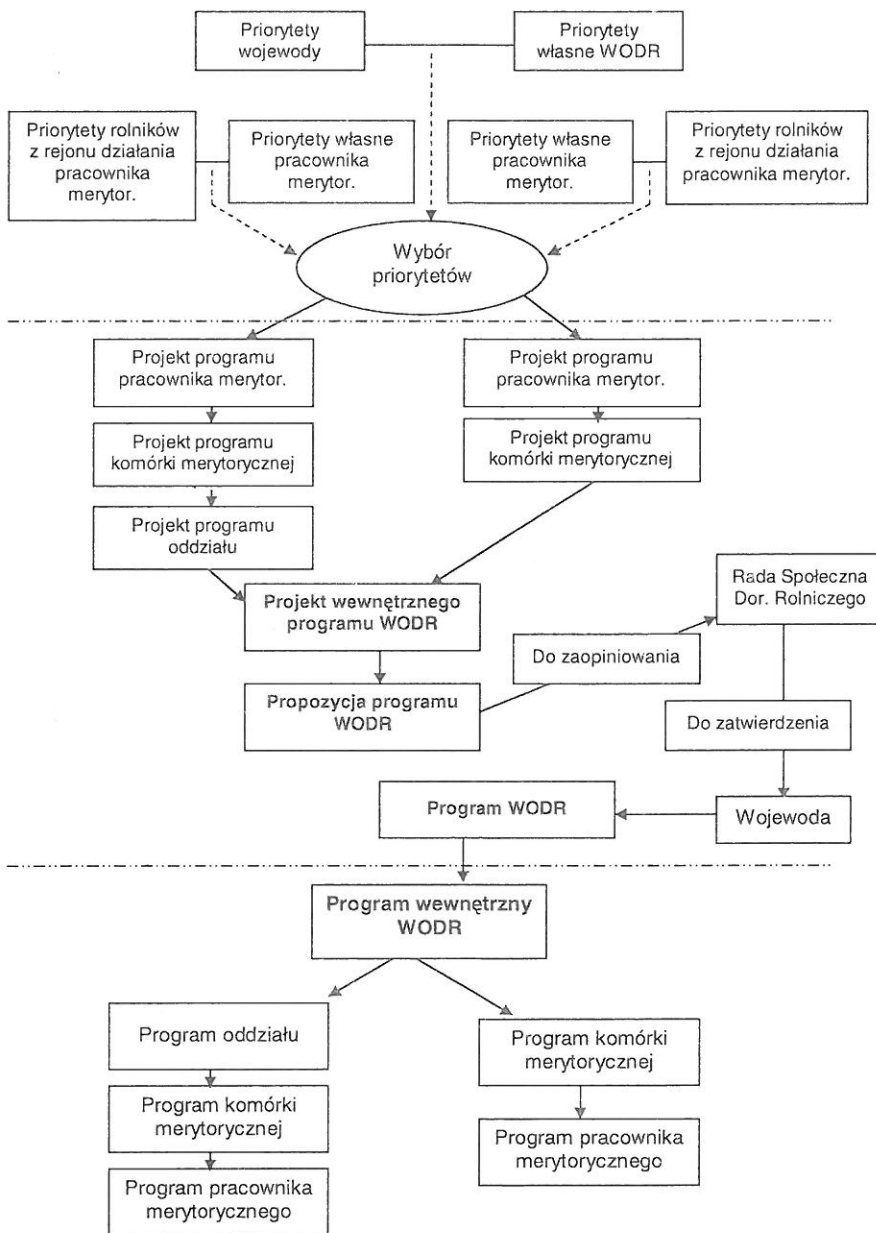 Priorytety
wojewody
Priorytety
własne WODR
Priorytety rolników
z rejonu działania
pracownika
merytor.
Priorytety własne
pracownika
merytor.
Priorytety własne
pracownika
merytor.
Priorytety rolników
z rejonu działania
pracownika
merytor.
Wybór
priorytetów
Projekt programu
pracownika merytor.
Projekt programu
pracownika merytor.
Projekt programu
komórki merytorycznej
Projekt programu
komórki merytorycznej
Projekt programu
oddziału
Projekt wewnętrznego
programu WODR
Rada Społeczna
Dor. Rolniczego
Do zaopiniowania
Propozycja programu
WODR
Do zatwierdzenia
Program WODR
Wojewoda
Program wewnętrzny
WODR
Program oddziału
Program komórki
merytorycznej
Program komórki
merytorycznej
Program pracownika
merytorycznego
Program pracownika
merytorycznego